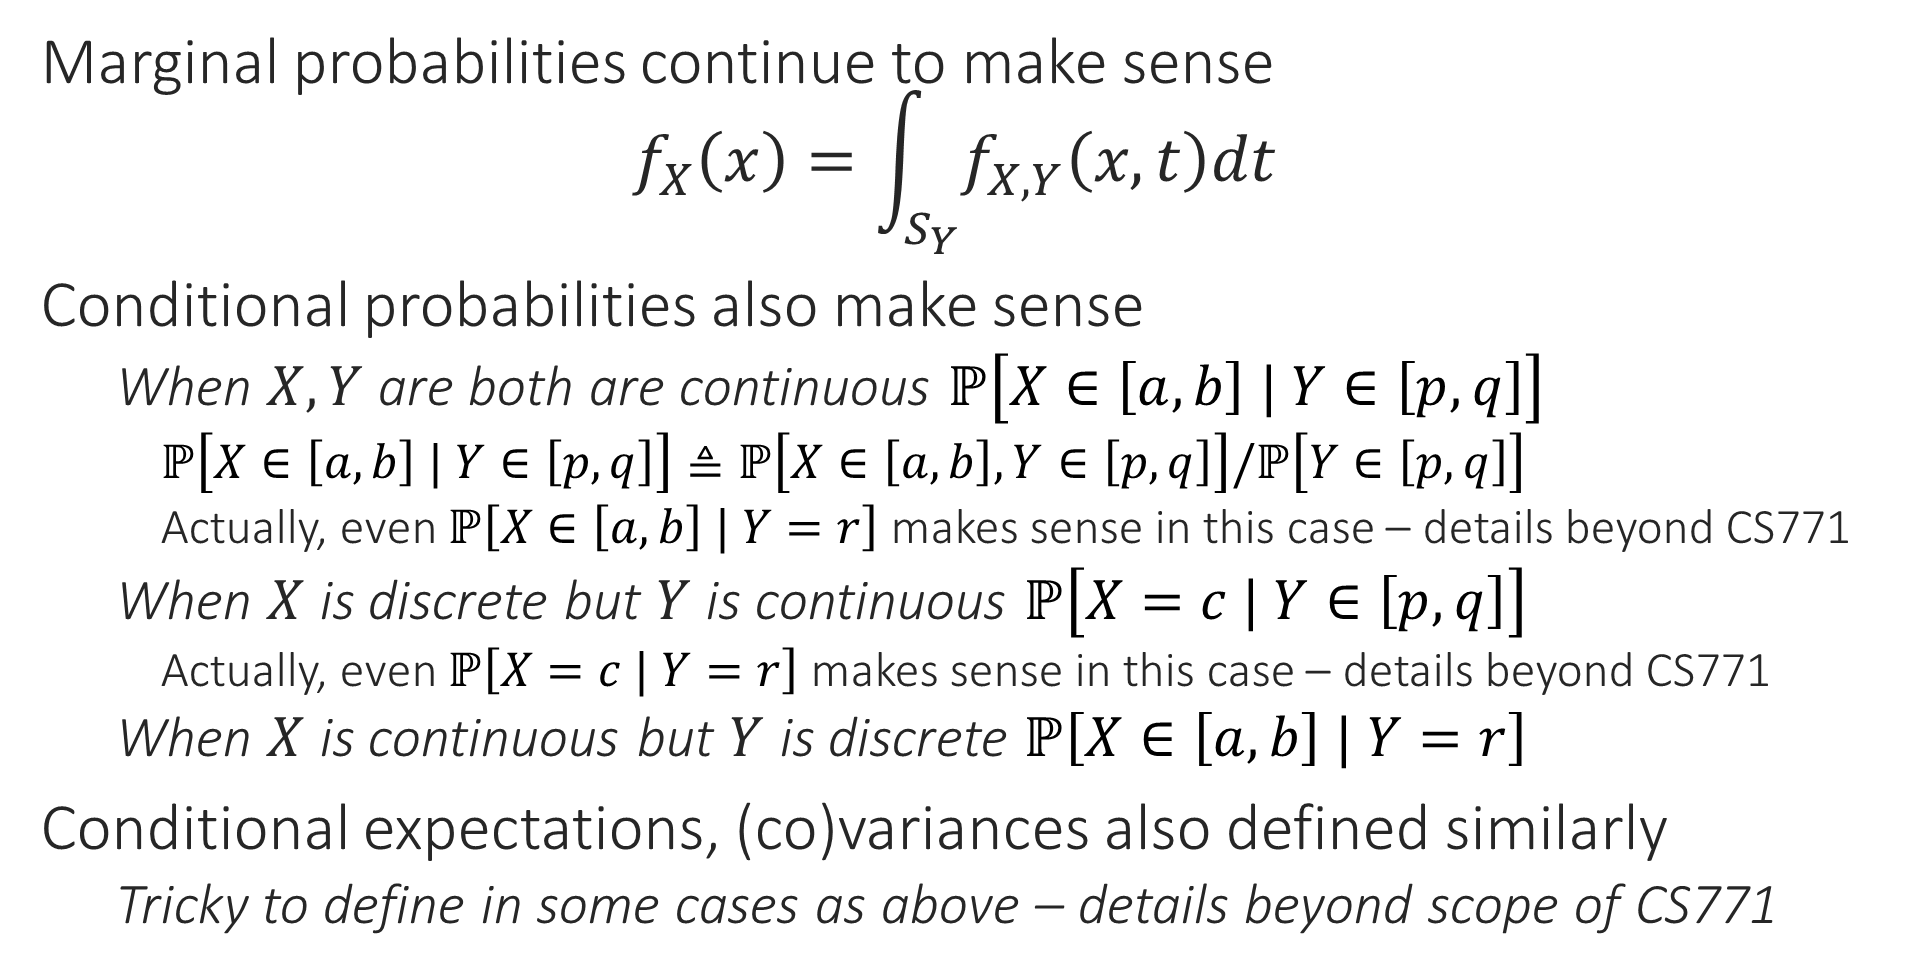 Marginal probabilities continue to make sense
f_X(x) = ∫_{S_Y} f_{X,Y}(x, t)dt
Conditional probabilities also make sense
When X, Y are both are continuous ℙ[X ∈ [a, b] | Y ∈ [p, q]]
ℙ[X ∈ [a, b] | Y ∈ [p, q]] ≜ ℙ[X ∈ [a, b], Y ∈ [p, q]]/ℙ[Y ∈ [p, q]]
Actually, even ℙ[X ∈ [a, b] | Y = r] makes sense in this case – details beyond CS771
When X is discrete but Y is continuous ℙ[X = c | Y ∈ [p, q]]
Actually, even ℙ[X = c | Y = r] makes sense in this case – details beyond CS771
When X is continuous but Y is discrete ℙ[X ∈ [a, b] | Y = r]
Conditional expectations, (co)variances also defined similarly
Tricky to define in some cases as above – details beyond scope of CS771